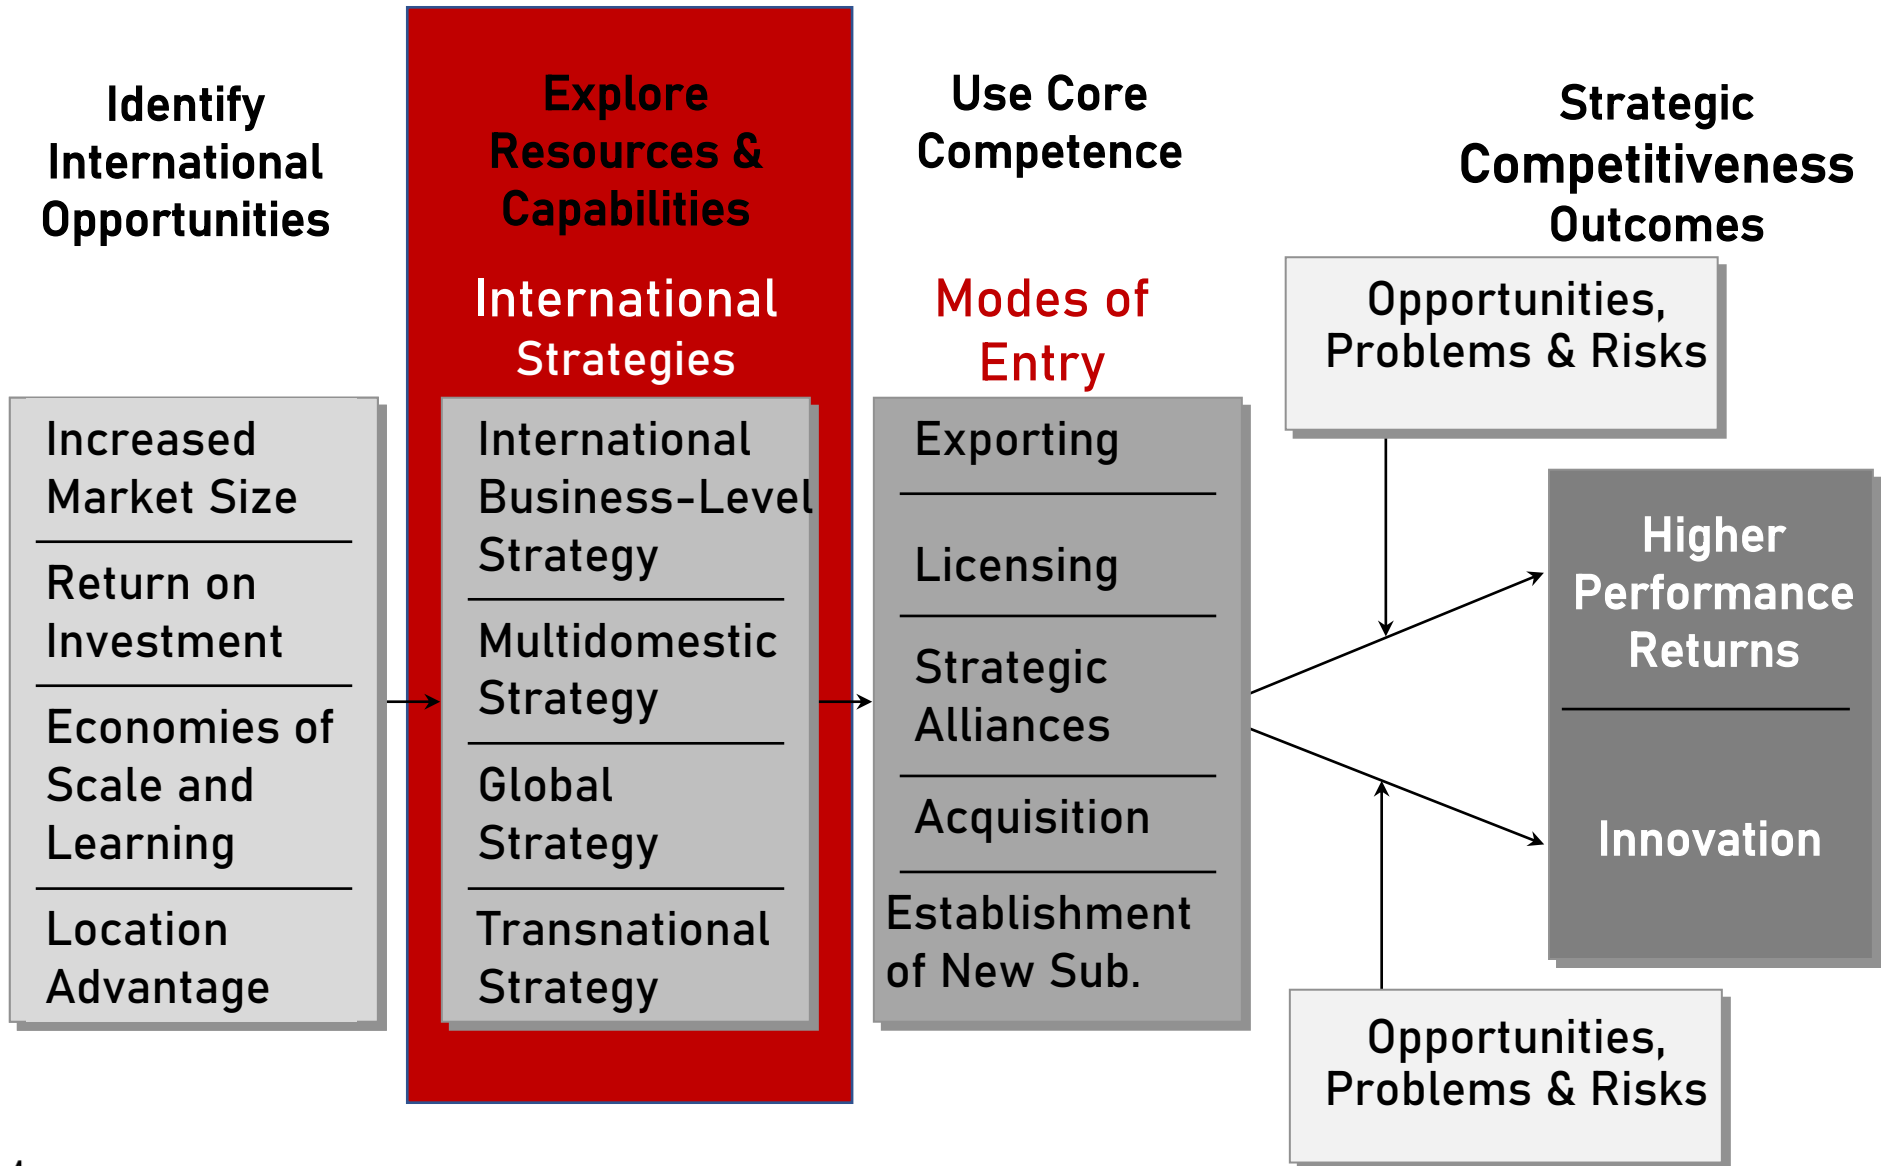 Identify
International
Opportunities
Explore
Resources &
Capabilities
International
Strategies
Use Core
Competence
Modes of
Entry
Strategic
Competitiveness
Outcomes
Increased
Market Size
Return on
Investment
Economies of
Scale and
Learning
Location
Advantage
International
Business-Level
Strategy
Multidomestic
Strategy
Global
Strategy
Transnational
Strategy
Exporting
Licensing
Strategic
Alliances
Acquisition
Establishment
of New Sub.
Opportunities,
Problems & Risks
Higher
Performance
Returns
Innovation
Opportunities,
Problems & Risks